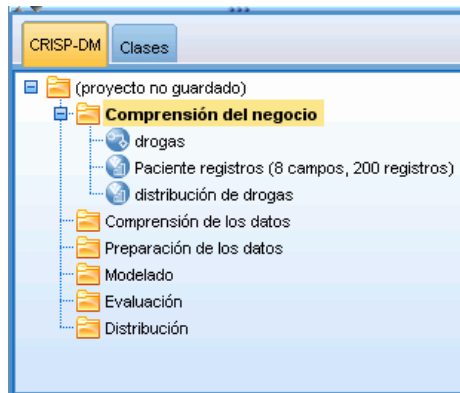 CRISP-DM
Clases
(proyecto no guardado)
Comprensión del negocio
drogas
Paciente registros (8 campos, 200 registros)
distribución de drogas
Comprensión de los datos
Preparación de los datos
Modelado
Evaluación
Distribución